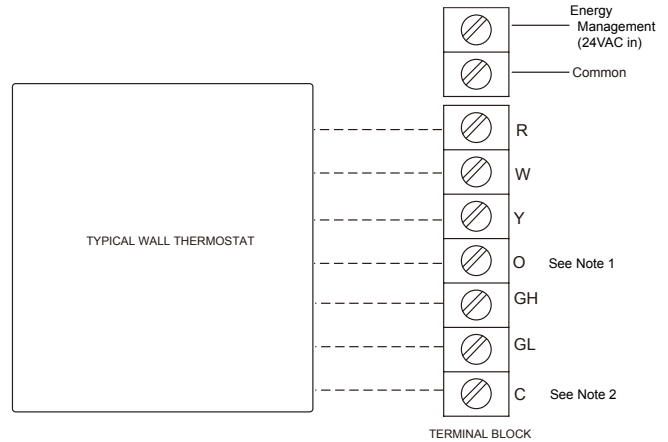 Energy
Management
(24VAC in)
Common
R
W
Y
TYPICAL WALL THERMOSTAT
O See Note 1
GH
GL
C See Note 2
TERMINAL BLOCK